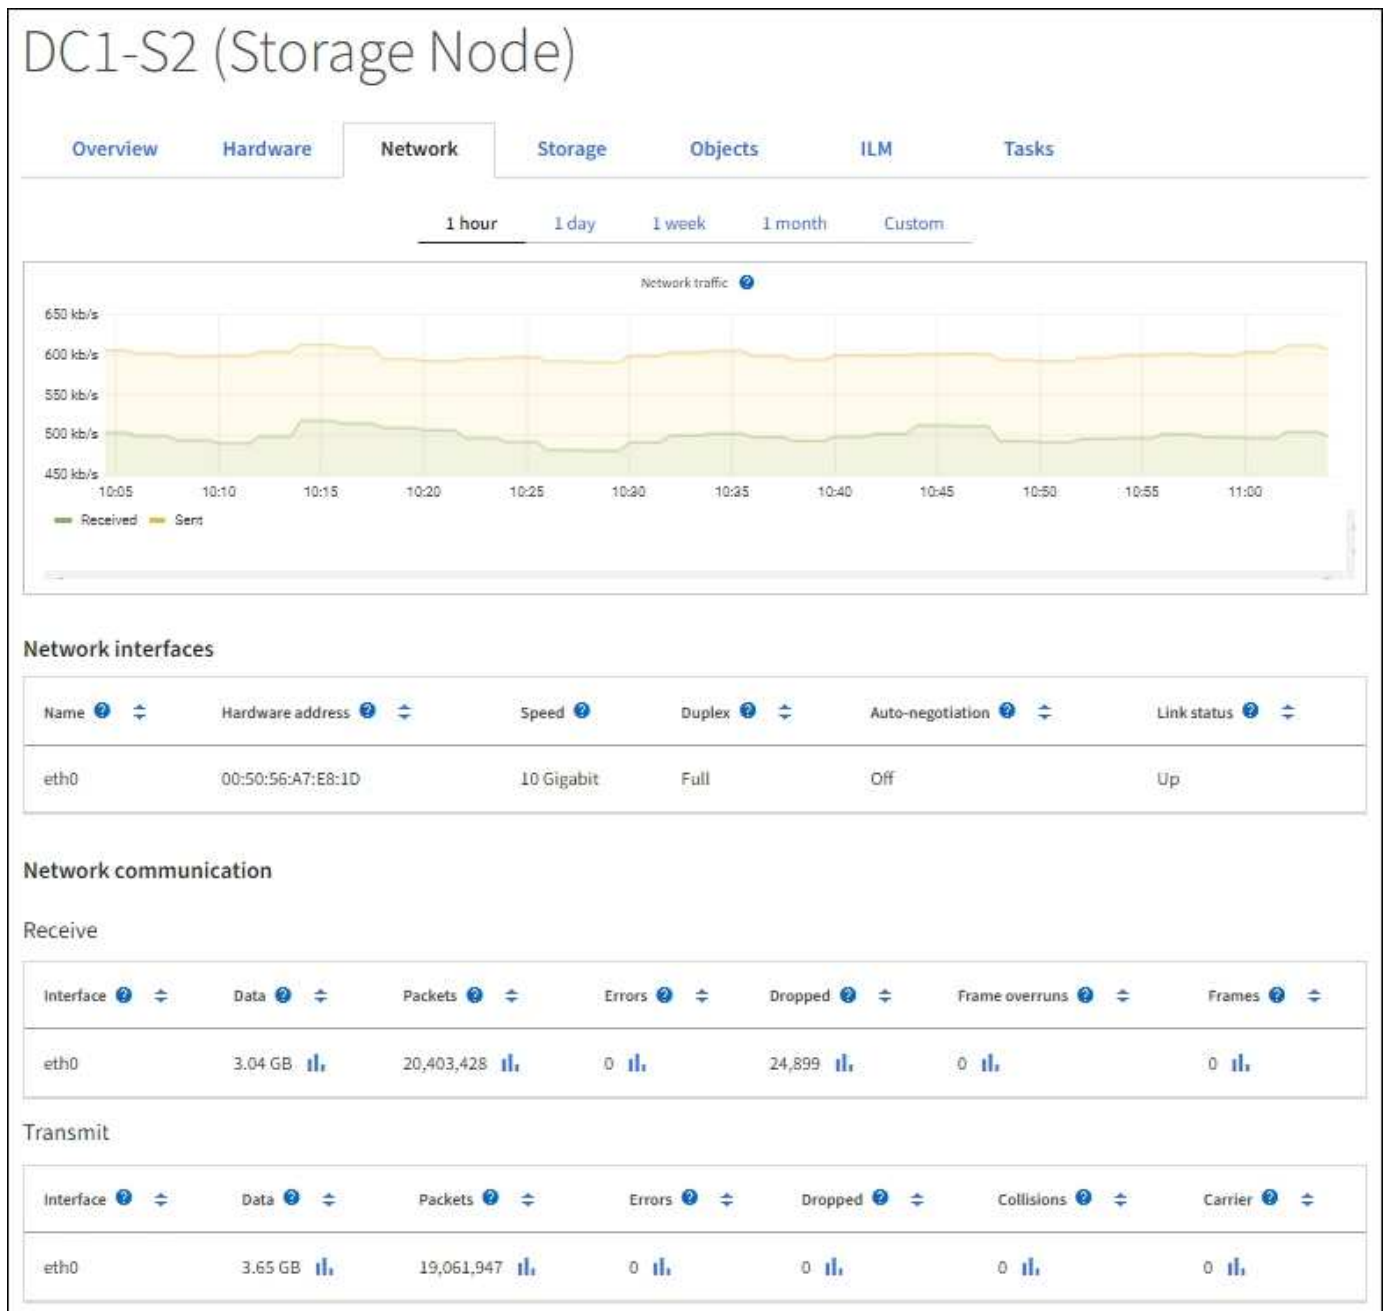 DC1-S2 (Storage Node)
Overview Hardware Network Storage Objects ILM Tasks
1 hour 1 day 1 week 1 month Custom
Network traffic
650 kb/s
600 kb/s
550 kb/s
500 kb/s
450 kb/s
10:05 10:10 10:15 10:20 10:25 10:30 10:35 10:40 10:45 10:50 10:55 11:00
Received Sent
Network interfaces
Name Hardware address Speed Duplex Auto-negotiation Link status
eth0 00:50:56:A7:E8:1D 10 Gigabit Full Off Up
Network communication
Receive
Interface Data Packets Errors Dropped Frame overruns Frames
eth0 3.04 GB 20,403,428 0 24,899 0 0
Transmit
Interface Data Packets Errors Dropped Collisions Carrier
eth0 3.65 GB 19,061,947 0 0 0 0